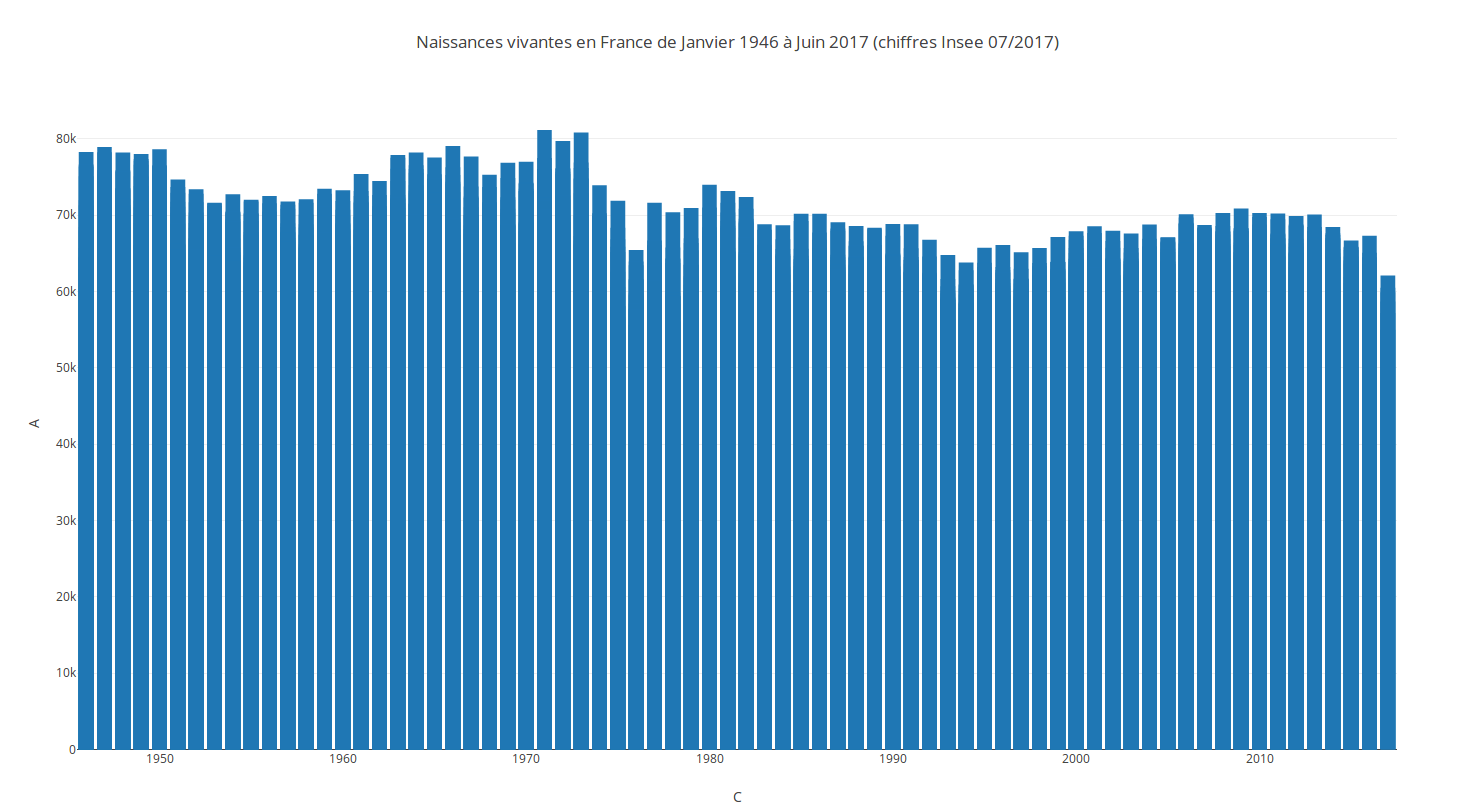 Naissances vivantes en France de Janvier 1946 à Juin 2017 (chiffres Insee 07/2017)
80k
70k
60k
50k
A
40k
30k
20k
10k
0
1950 1960 1970 1980 1990 2000 2010
C